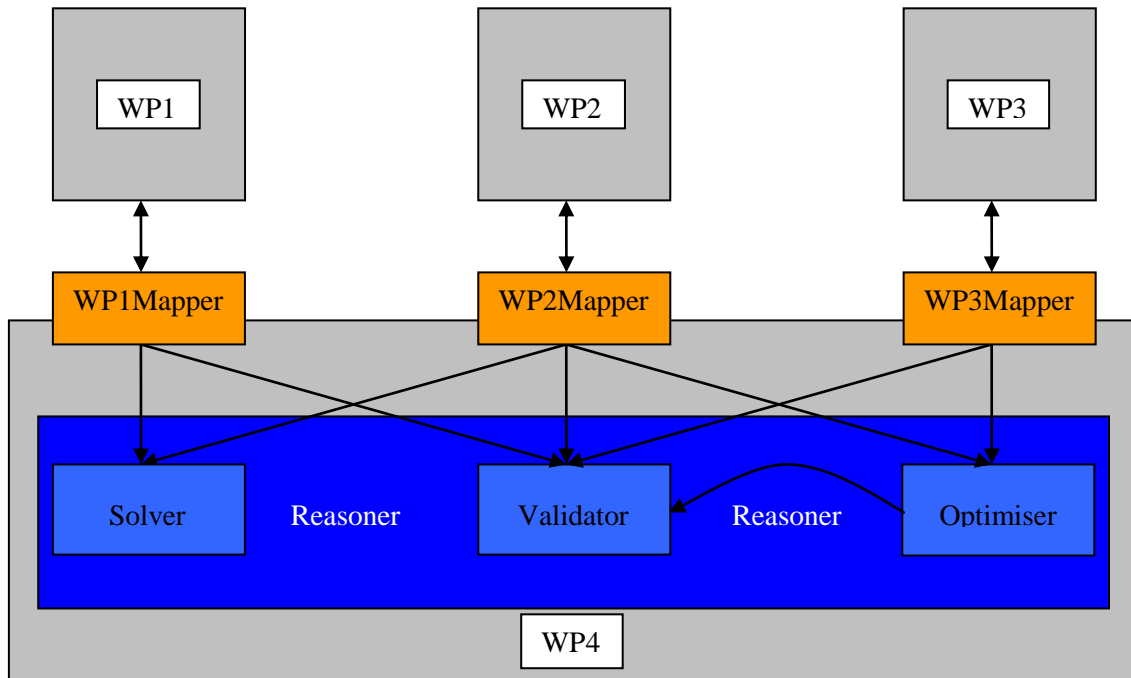 WP1
WP2
WP3
WP1Mapper
WP2Mapper
WP3Mapper
Solver
Reasoner
Validator
Reasoner
Optimiser
WP4